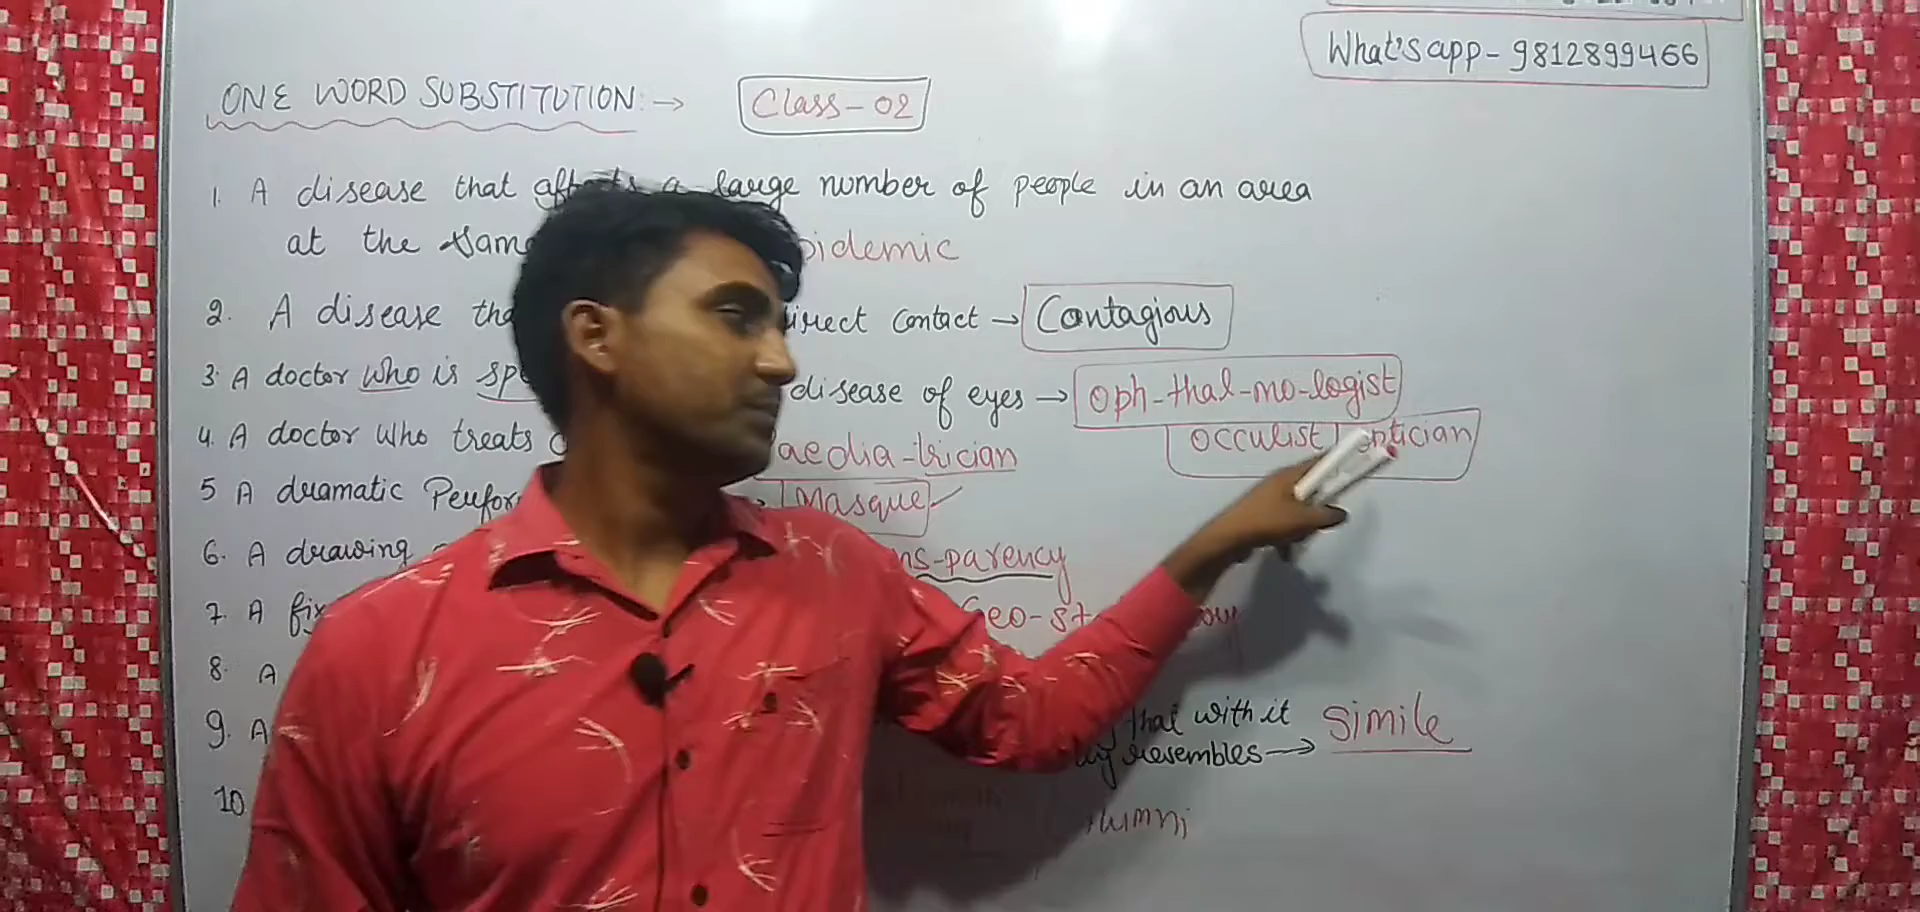 What's app - 9812899466
ONE WORD SUBSTITUTION :→ Class - 02
1. A disease that affects a large number of people in an area
at the same pidemic
2. A disease tha irect contact → Contagious
3. A doctor who is spe disease of eyes → Oph-thal-mo-logist
occulist optician
4. A doctor who treats aedia-trician
5 A dramatic Perfor → Masque
6. A drawing ns-parency
7. A fix Geo-st
8. A
9. A that with it simile
resembles →
10 lumni